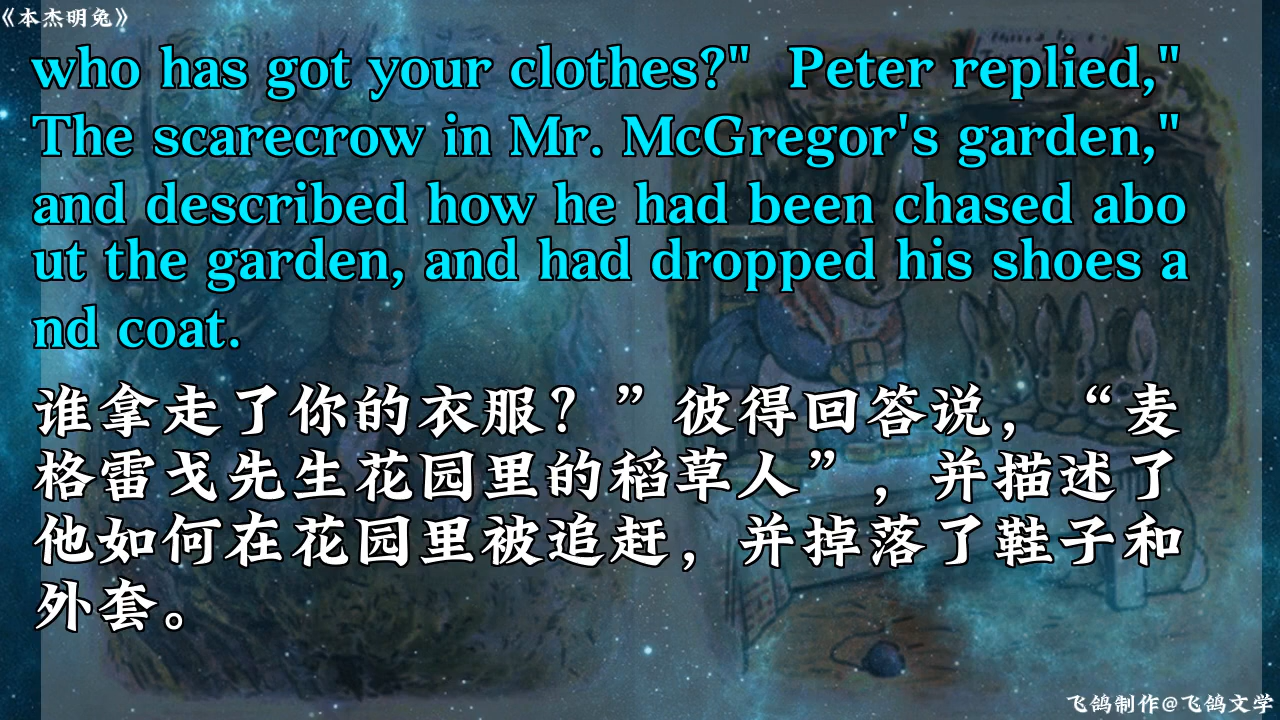 《本杰明兔》
who has got your clothes?"  Peter replied,"
The scarecrow in Mr. McGregor's garden,"
and described how he had been chased abo
ut the garden, and had dropped his shoes a
nd coat.
谁拿走了你的衣服？”彼得回答说，“麦
格雷戈先生花园里的稻草人”，并描述了
他如何在花园里被追赶，并掉落了鞋子和
外套。
飞鸽制作@飞鸽文学